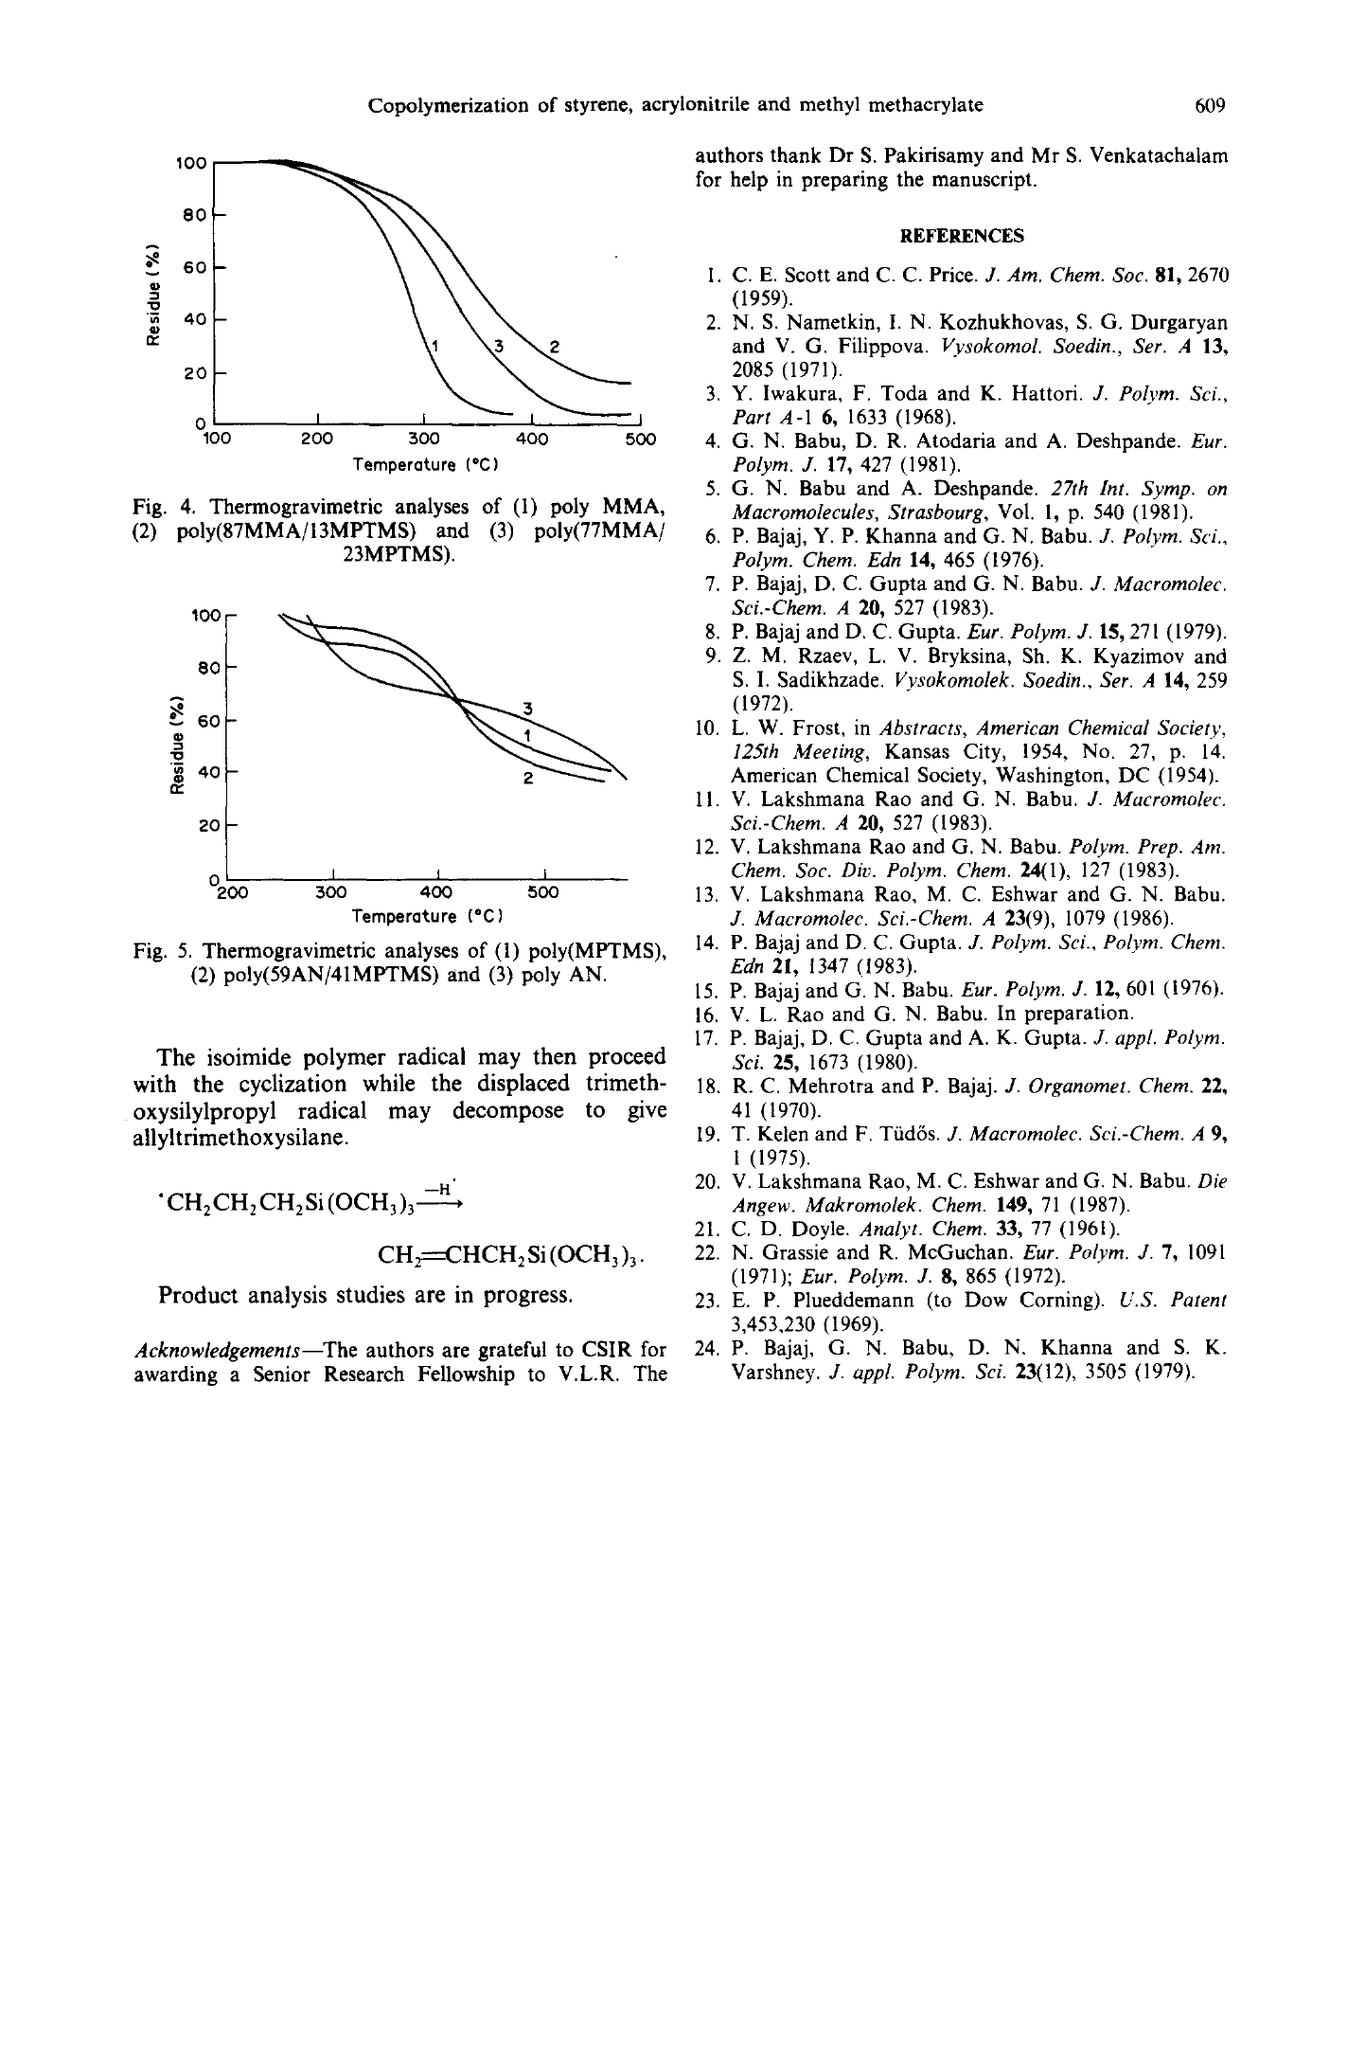 Copolymerization of styrene, acrylonitrile and methyl methacrylate 609
100
80
60
40
20
0
Residue (%)
1
3
2
100 200 300 400 500
Temperature (°C)
Fig. 4. Thermogravimetric analyses of (1) poly MMA,
(2) poly(87MMA/13MPTMS) and (3) poly(77MMA/
23MPTMS).
100
80
60
40
20
0
Residue (%)
3
1
2
200 300 400 500
Temperature (°C)
Fig. 5. Thermogravimetric analyses of (1) poly(MPTMS),
(2) poly(59AN/41MPTMS) and (3) poly AN.
The isoimide polymer radical may then proceed
with the cyclization while the displaced trimeth-
oxysilylpropyl radical may decompose to give
allyltrimethoxysilane.
·CH₂CH₂CH₂Si(OCH₃)₃ —H˙→
CH₂=CHCH₂Si(OCH₃)₃.
Product analysis studies are in progress.
Acknowledgements—The authors are grateful to CSIR for
awarding a Senior Research Fellowship to V.L.R. The
authors thank Dr S. Pakirisamy and Mr S. Venkatachalam
for help in preparing the manuscript.
REFERENCES
1. C. E. Scott and C. C. Price. J. Am. Chem. Soc. 81, 2670
(1959).
2. N. S. Nametkin, I. N. Kozhukhovas, S. G. Durgaryan
and V. G. Filippova. Vysokomol. Soedin., Ser. A 13,
2085 (1971).
3. Y. Iwakura, F. Toda and K. Hattori. J. Polym. Sci.,
Part A-1 6, 1633 (1968).
4. G. N. Babu, D. R. Atodaria and A. Deshpande. Eur.
Polym. J. 17, 427 (1981).
5. G. N. Babu and A. Deshpande. 27th Int. Symp. on
Macromolecules, Strasbourg, Vol. 1, p. 540 (1981).
6. P. Bajaj, Y. P. Khanna and G. N. Babu. J. Polym. Sci.,
Polym. Chem. Edn 14, 465 (1976).
7. P. Bajaj, D. C. Gupta and G. N. Babu. J. Macromolec.
Sci.-Chem. A 20, 527 (1983).
8. P. Bajaj and D. C. Gupta. Eur. Polym. J. 15, 271 (1979).
9. Z. M. Rzaev, L. V. Bryksina, Sh. K. Kyazimov and
S. I. Sadikhzade. Vysokomolek. Soedin., Ser. A 14, 259
(1972).
10. L. W. Frost, in Abstracts, American Chemical Society,
125th Meeting, Kansas City, 1954, No. 27, p. 14.
American Chemical Society, Washington, DC (1954).
11. V. Lakshmana Rao and G. N. Babu. J. Macromolec.
Sci.-Chem. A 20, 527 (1983).
12. V. Lakshmana Rao and G. N. Babu. Polym. Prep. Am.
Chem. Soc. Div. Polym. Chem. 24(1), 127 (1983).
13. V. Lakshmana Rao, M. C. Eshwar and G. N. Babu.
J. Macromolec. Sci.-Chem. A 23(9), 1079 (1986).
14. P. Bajaj and D. C. Gupta. J. Polym. Sci., Polym. Chem.
Edn 21, 1347 (1983).
15. P. Bajaj and G. N. Babu. Eur. Polym. J. 12, 601 (1976).
16. V. L. Rao and G. N. Babu. In preparation.
17. P. Bajaj, D. C. Gupta and A. K. Gupta. J. appl. Polym.
Sci. 25, 1673 (1980).
18. R. C. Mehrotra and P. Bajaj. J. Organomet. Chem. 22,
41 (1970).
19. T. Kelen and F. Tüdős. J. Macromolec. Sci.-Chem. A 9,
1 (1975).
20. V. Lakshmana Rao, M. C. Eshwar and G. N. Babu. Die
Angew. Makromolek. Chem. 149, 71 (1987).
21. C. D. Doyle. Analyt. Chem. 33, 77 (1961).
22. N. Grassie and R. McGuchan. Eur. Polym. J. 7, 1091
(1971); Eur. Polym. J. 8, 865 (1972).
23. E. P. Plueddemann (to Dow Corning). U.S. Patent
3,453,230 (1969).
24. P. Bajaj, G. N. Babu, D. N. Khanna and S. K.
Varshney. J. appl. Polym. Sci. 23(12), 3505 (1979).